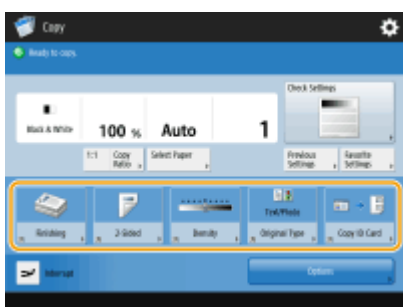 Copy
Ready to copy.
Check Settings
Black & White
100 %
Auto
1
1:1
Copy Ratio
Select Paper
Previous Settings
Favorite Settings
Text/Photo
Finishing
2-Sided
Density
Original Type
Copy ID Card
Interrupt
Options